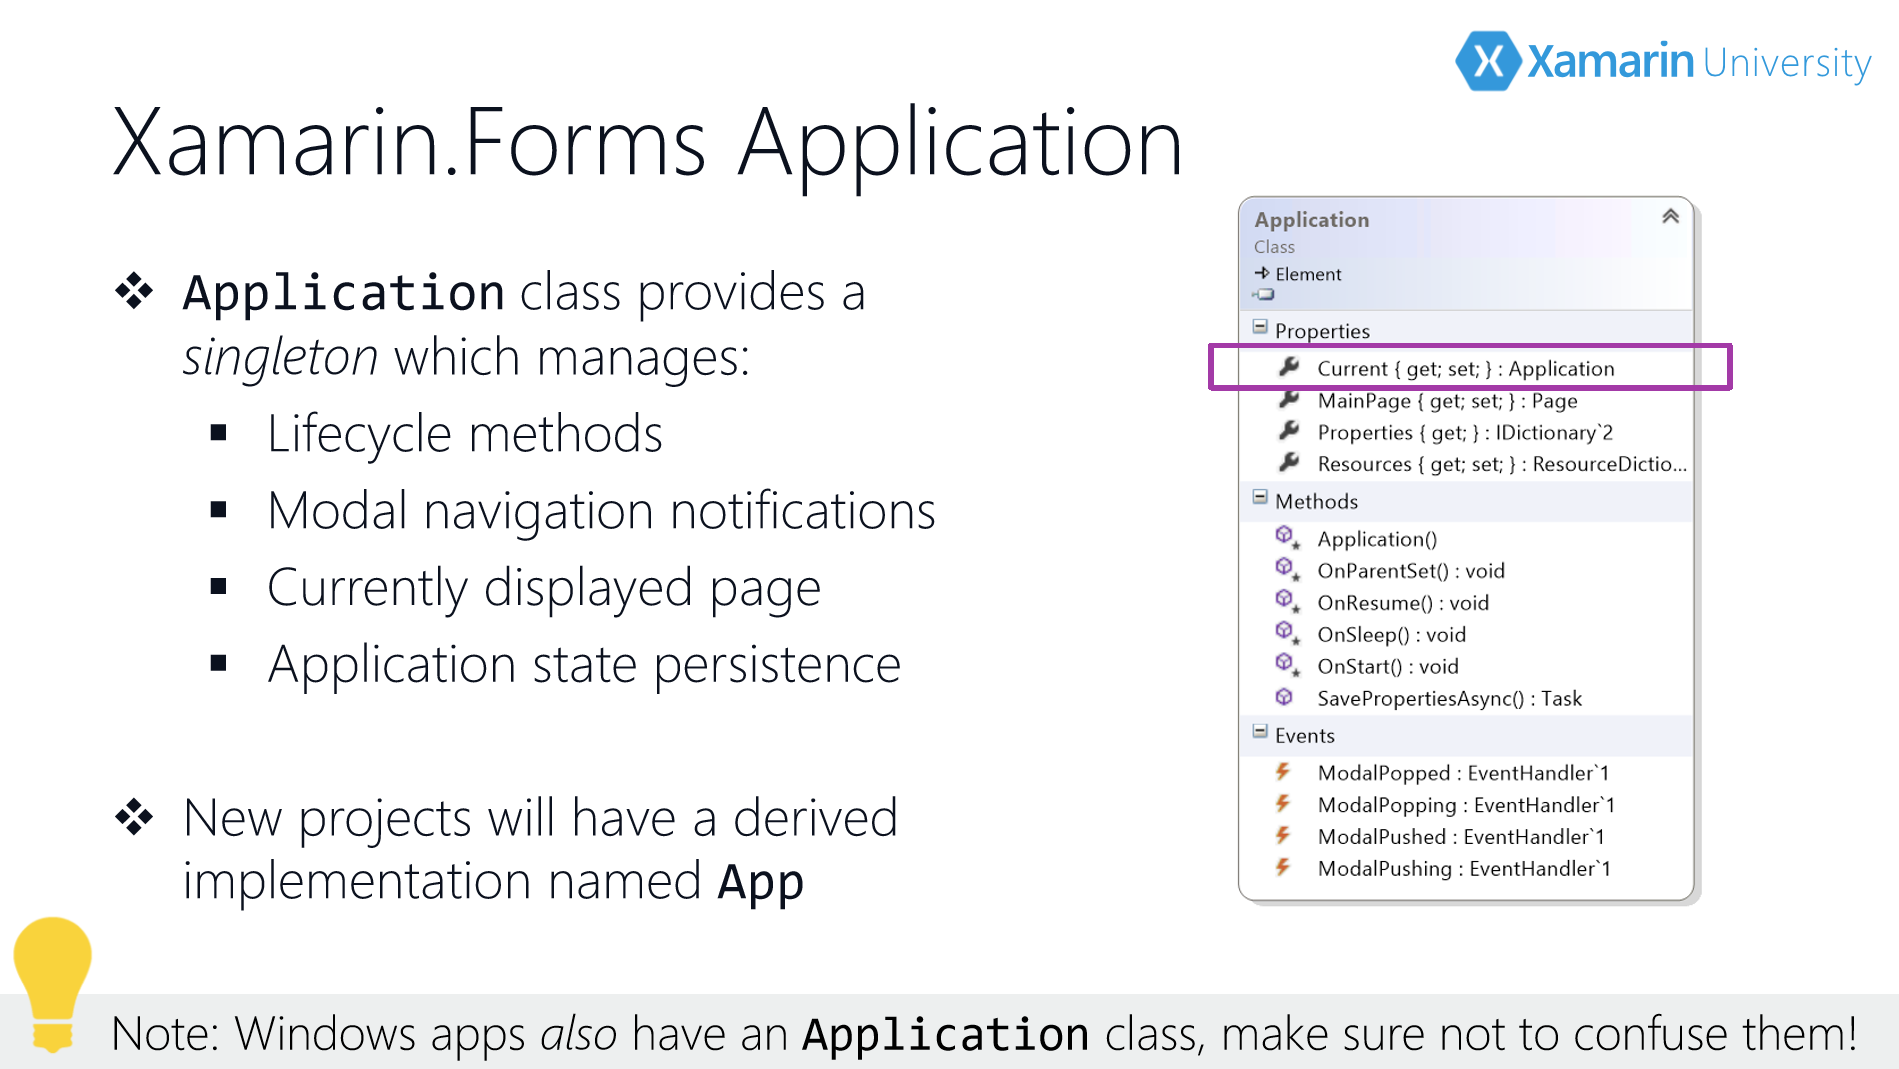 Xamarin University
Xamarin.Forms Application
❖ Application class provides a
singleton which manages:
▪ Lifecycle methods
▪ Modal navigation notifications
▪ Currently displayed page
▪ Application state persistence
❖ New projects will have a derived
implementation named App
Application
Class
Element
Properties
Current { get; set; } : Application
MainPage { get; set; } : Page
Properties { get; } : IDictionary`2
Resources { get; set; } : ResourceDictio...
Methods
Application()
OnParentSet() : void
OnResume() : void
OnSleep() : void
OnStart() : void
SavePropertiesAsync() : Task
Events
ModalPopped : EventHandler`1
ModalPopping : EventHandler`1
ModalPushed : EventHandler`1
ModalPushing : EventHandler`1
Note: Windows apps also have an Application class, make sure not to confuse them!